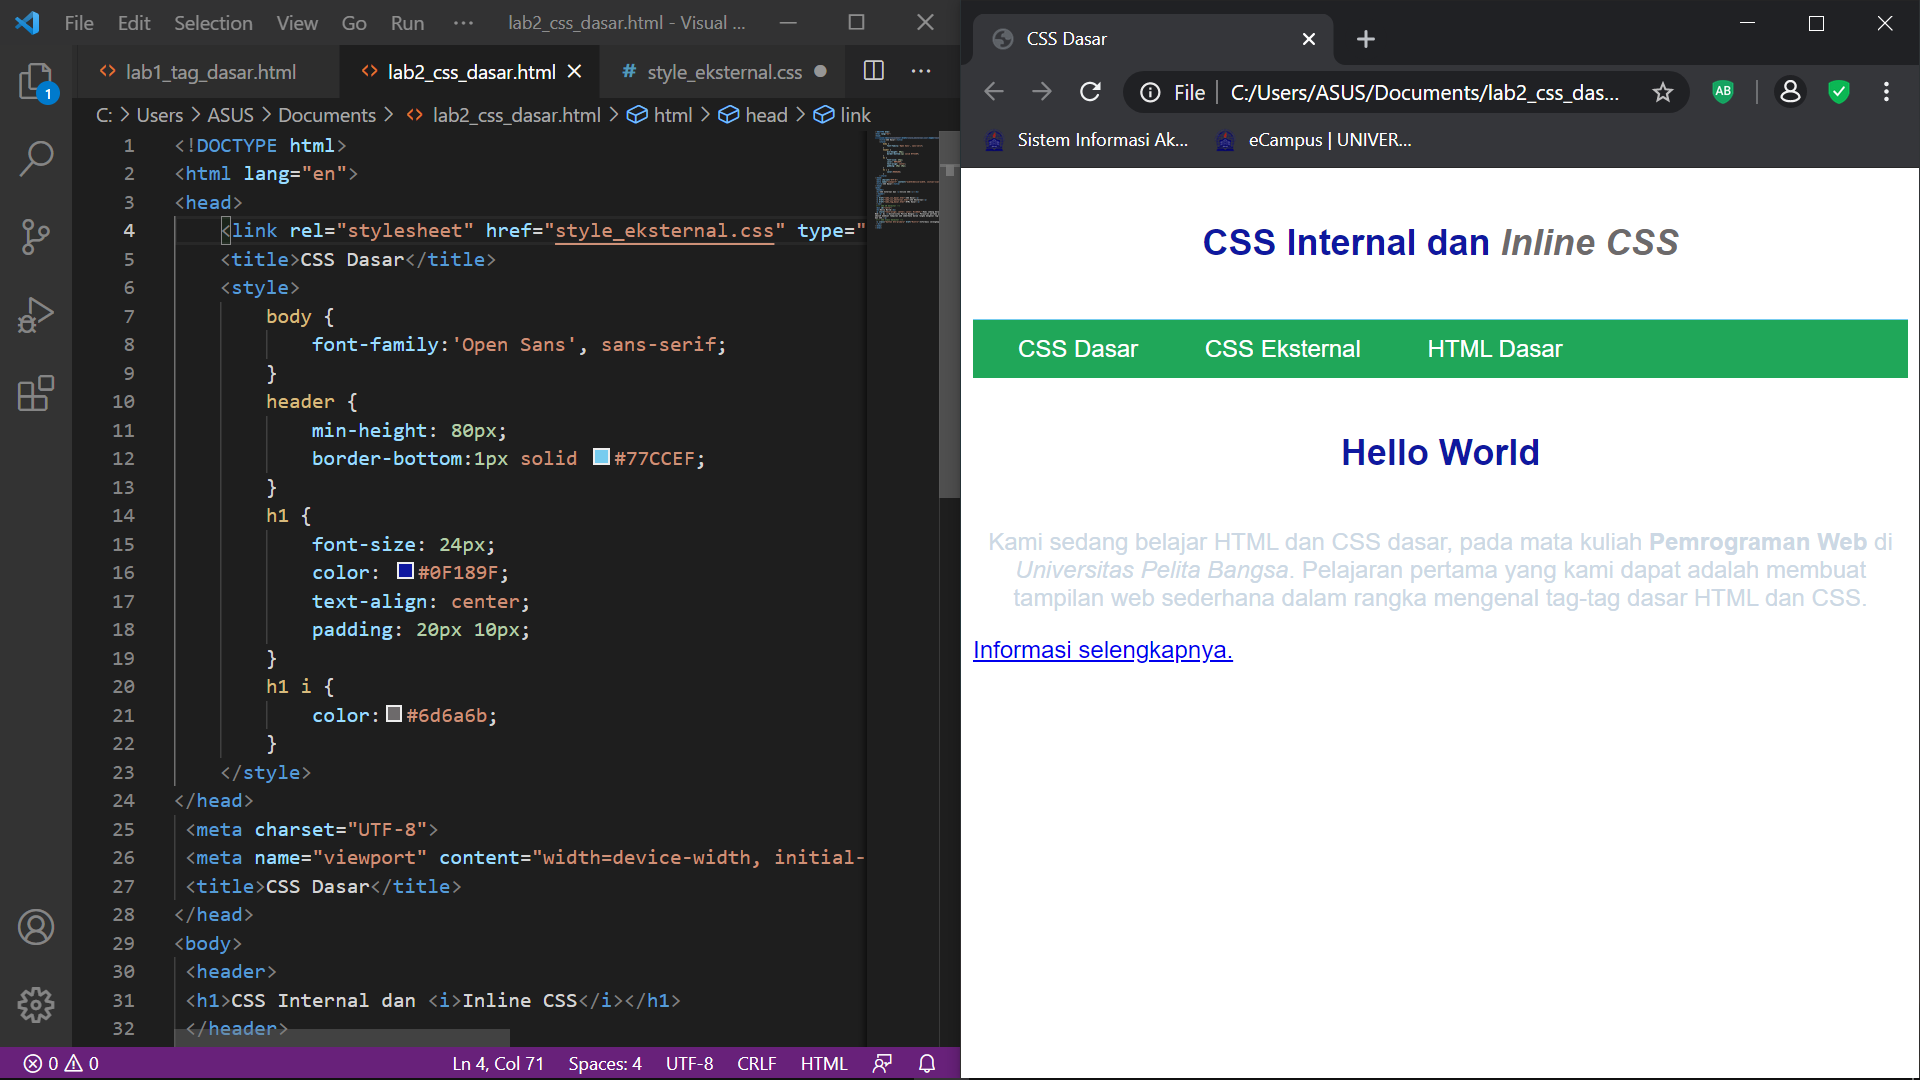 File Edit Selection View Go Run ··· lab2_css_dasar.html - Visual ...
lab1_tag_dasar.html lab2_css_dasar.html # style_eksternal.css
C: > Users > ASUS > Documents > lab2_css_dasar.html > html > head > link
1 <!DOCTYPE html>
2 <html lang="en">
3 <head>
4 <link rel="stylesheet" href="style_eksternal.css" type="
5 <title>CSS Dasar</title>
6 <style>
7 body {
8 font-family:'Open Sans', sans-serif;
9 }
10 header {
11 min-height: 80px;
12 border-bottom:1px solid #77CCEF;
13 }
14 h1 {
15 font-size: 24px;
16 color: #0F189F;
17 text-align: center;
18 padding: 20px 10px;
19 }
20 h1 i {
21 color:#6d6a6b;
22 }
23 </style>
24 </head>
25 <meta charset="UTF-8">
26 <meta name="viewport" content="width=device-width, initial-
27 <title>CSS Dasar</title>
28 </head>
29 <body>
30 <header>
31 <h1>CSS Internal dan <i>Inline CSS</i></h1>
32 </header>
1
0 0 Ln 4, Col 71 Spaces: 4 UTF-8 CRLF HTML
CSS Dasar
File | C:/Users/ASUS/Documents/lab2_css_das... AB
Sistem Informasi Ak... eCampus | UNIVER...
CSS Internal dan Inline CSS
CSS Dasar CSS Eksternal HTML Dasar
Hello World
Kami sedang belajar HTML dan CSS dasar, pada mata kuliah Pemrograman Web di
Universitas Pelita Bangsa. Pelajaran pertama yang kami dapat adalah membuat
tampilan web sederhana dalam rangka mengenal tag-tag dasar HTML dan CSS.
Informasi selengkapnya.